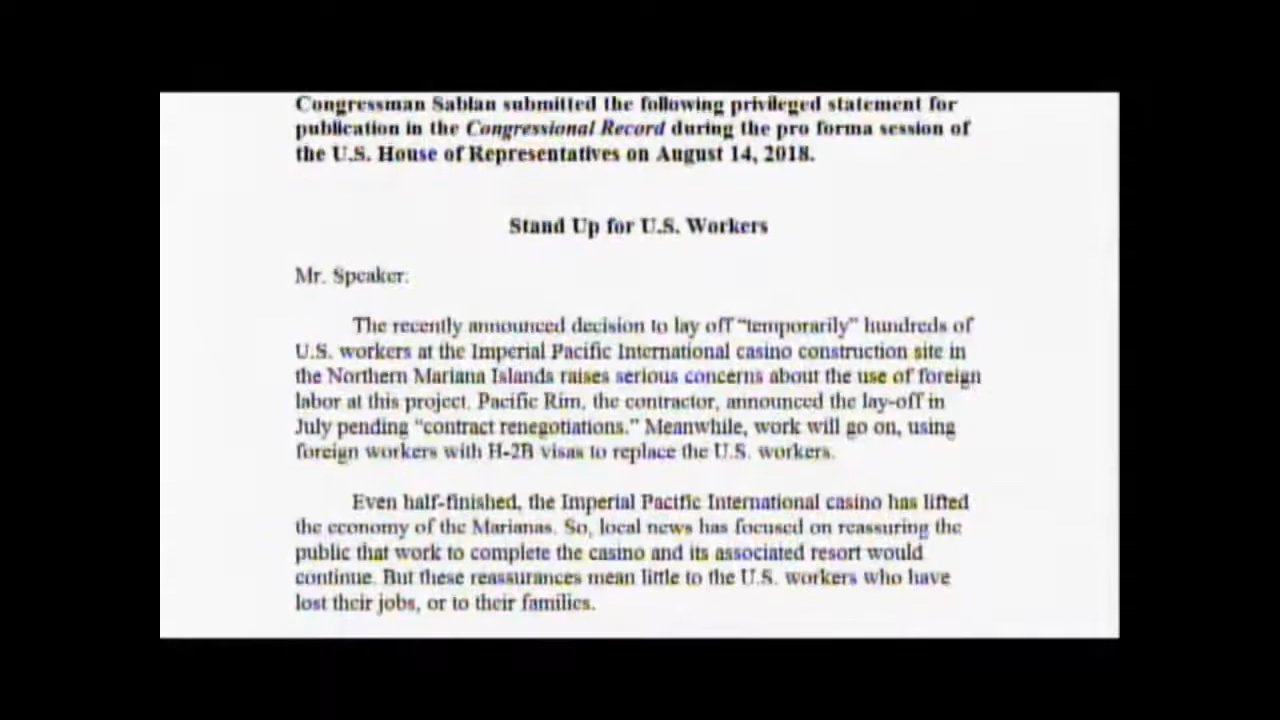 Congressman Sablan submitted the following privileged statement for
publication in the Congressional Record during the pro forma session of
the U.S. House of Representatives on August 14, 2018.
Stand Up for U.S. Workers
Mr. Speaker:
The recently announced decision to lay off “temporarily” hundreds of
U.S. workers at the Imperial Pacific International casino construction site in
the Northern Mariana Islands raises serious concerns about the use of foreign
labor at this project. Pacific Rim, the contractor, announced the lay-off in
July pending “contract renegotiations.” Meanwhile, work will go on, using
foreign workers with H-2B visas to replace the U.S. workers.
Even half-finished, the Imperial Pacific International casino has lifted
the economy of the Marianas. So, local news has focused on reassuring the
public that work to complete the casino and its associated resort would
continue. But these reassurances mean little to the U.S. workers who have
lost their jobs, or to their families.